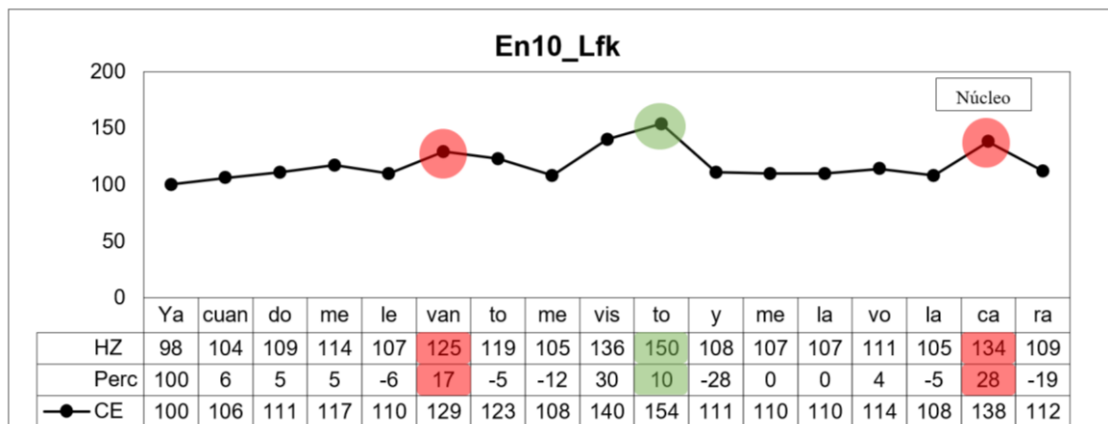 En10_Lfk
200
Núcleo
150
100
50
0
Ya cuan do me le van to me vis to y me la vo la ca ra
HZ 98 104 109 114 107 125 119 105 136 150 108 107 107 111 105 134 109
Perc 100 6 5 5 -6 17 -5 -12 30 10 -28 0 0 4 -5 28 -19
CE 100 106 111 117 110 129 123 108 140 154 111 110 110 114 108 138 112